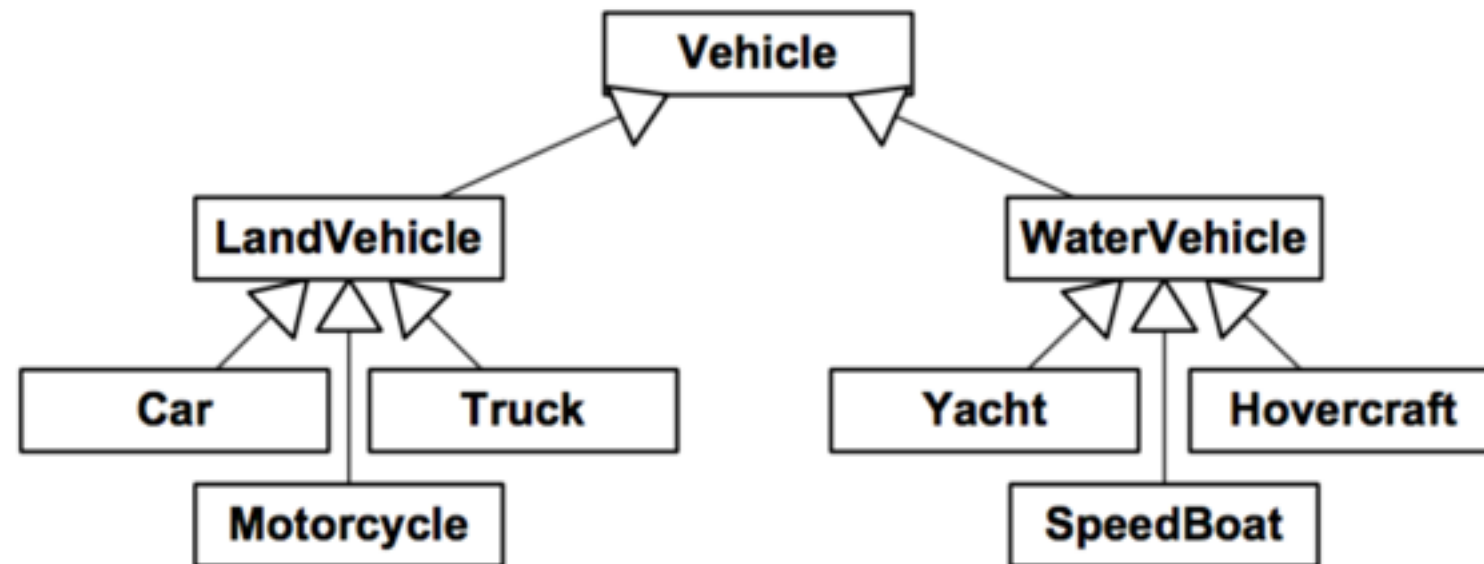 Vehicle
LandVehicle
WaterVehicle
Car
Truck
Yacht
Hovercraft
Motorcycle
SpeedBoat